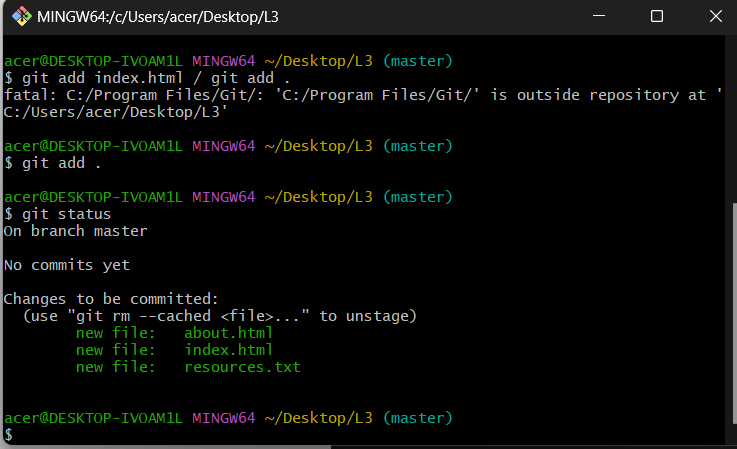 MINGW64:/c/Users/acer/Desktop/L3
acer@DESKTOP-IVOAM1L MINGW64 ~/Desktop/L3 (master)
$ git add index.html / git add .
fatal: C:/Program Files/Git/: 'C:/Program Files/Git/' is outside repository at '
C:/Users/acer/Desktop/L3'
acer@DESKTOP-IVOAM1L MINGW64 ~/Desktop/L3 (master)
$ git add .
acer@DESKTOP-IVOAM1L MINGW64 ~/Desktop/L3 (master)
$ git status
On branch master
No commits yet
Changes to be committed:
  (use "git rm --cached <file>..." to unstage)
        new file:   about.html
        new file:   index.html
        new file:   resources.txt
acer@DESKTOP-IVOAM1L MINGW64 ~/Desktop/L3 (master)
$